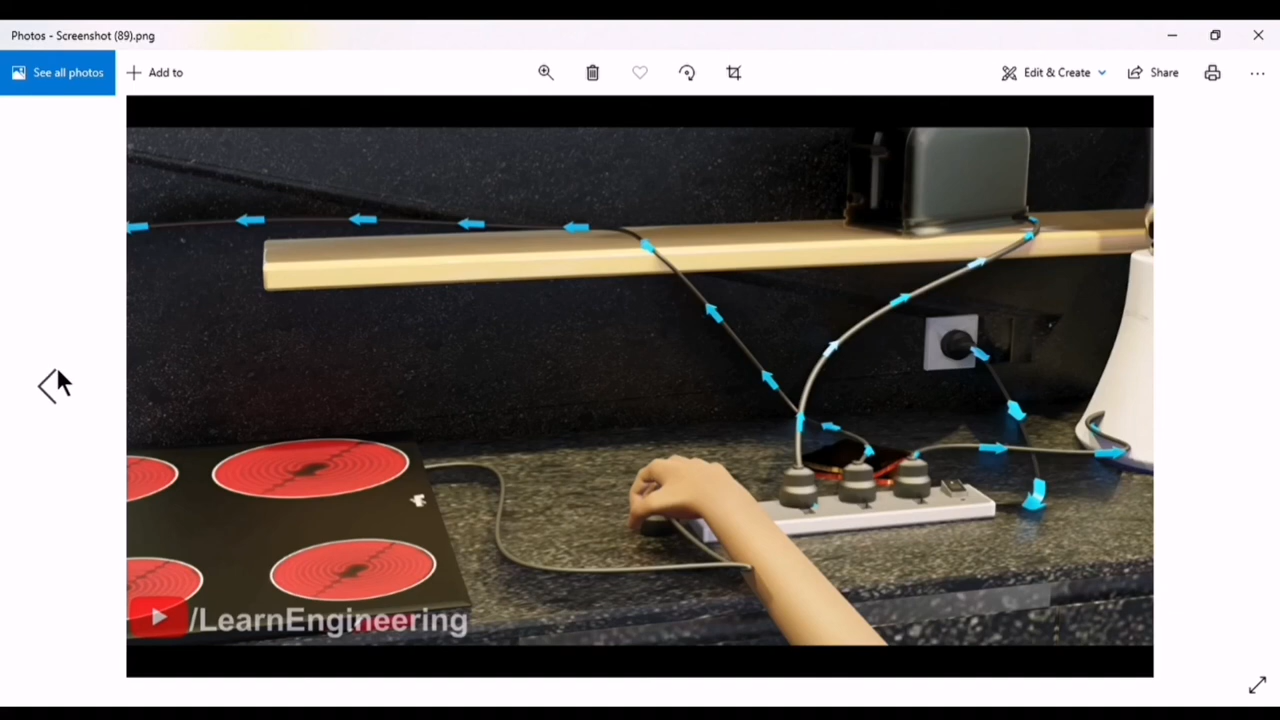 Photos - Screenshot (89).png
See all photos
Add to
Edit & Create
Share
/LearnEngineering